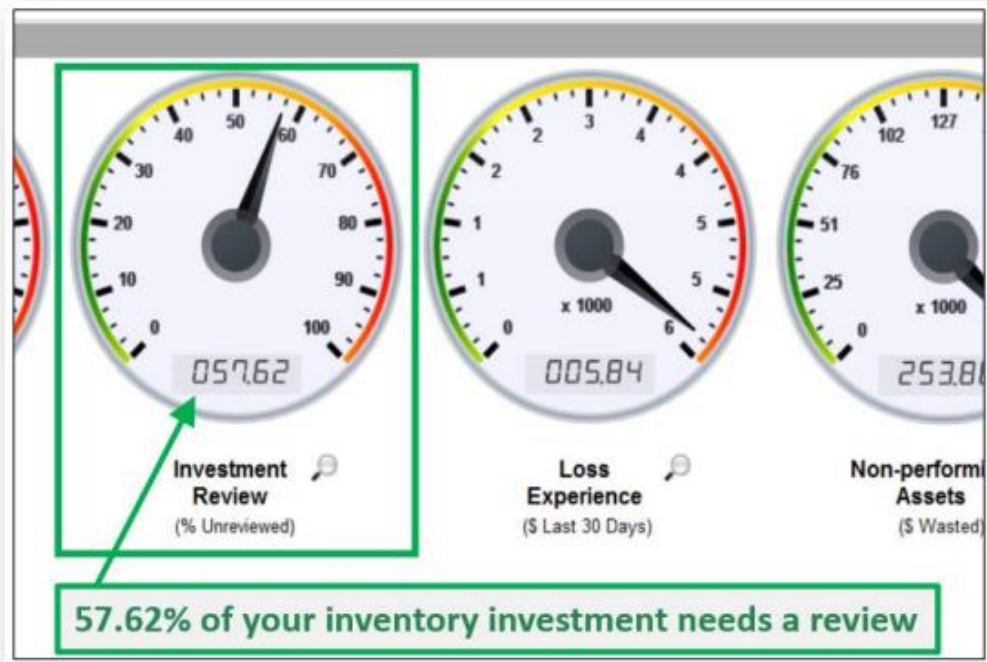 0
10
20
30
40
50
60
70
80
90
100
057.62
Investment
Review
(% Unreviewed)
0
1
1
2
2
3
4
4
5
5
6
x 1000
005.84
Loss
Experience
($ Last 30 Days)
0
25
51
76
102
127
x 1000
253.8
Non-performi
Assets
($ Wasted)
57.62% of your inventory investment needs a review